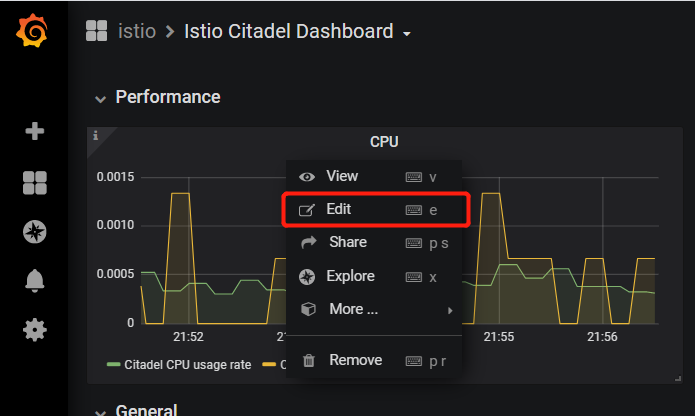 istio > Istio Citadel Dashboard
Performance
i
CPU
View v
Edit e
Share p s
Explore x
More ...
Remove p r
0.0015
0.0010
0.0005
0
21:52
21:55
21:56
Citadel CPU usage rate
General